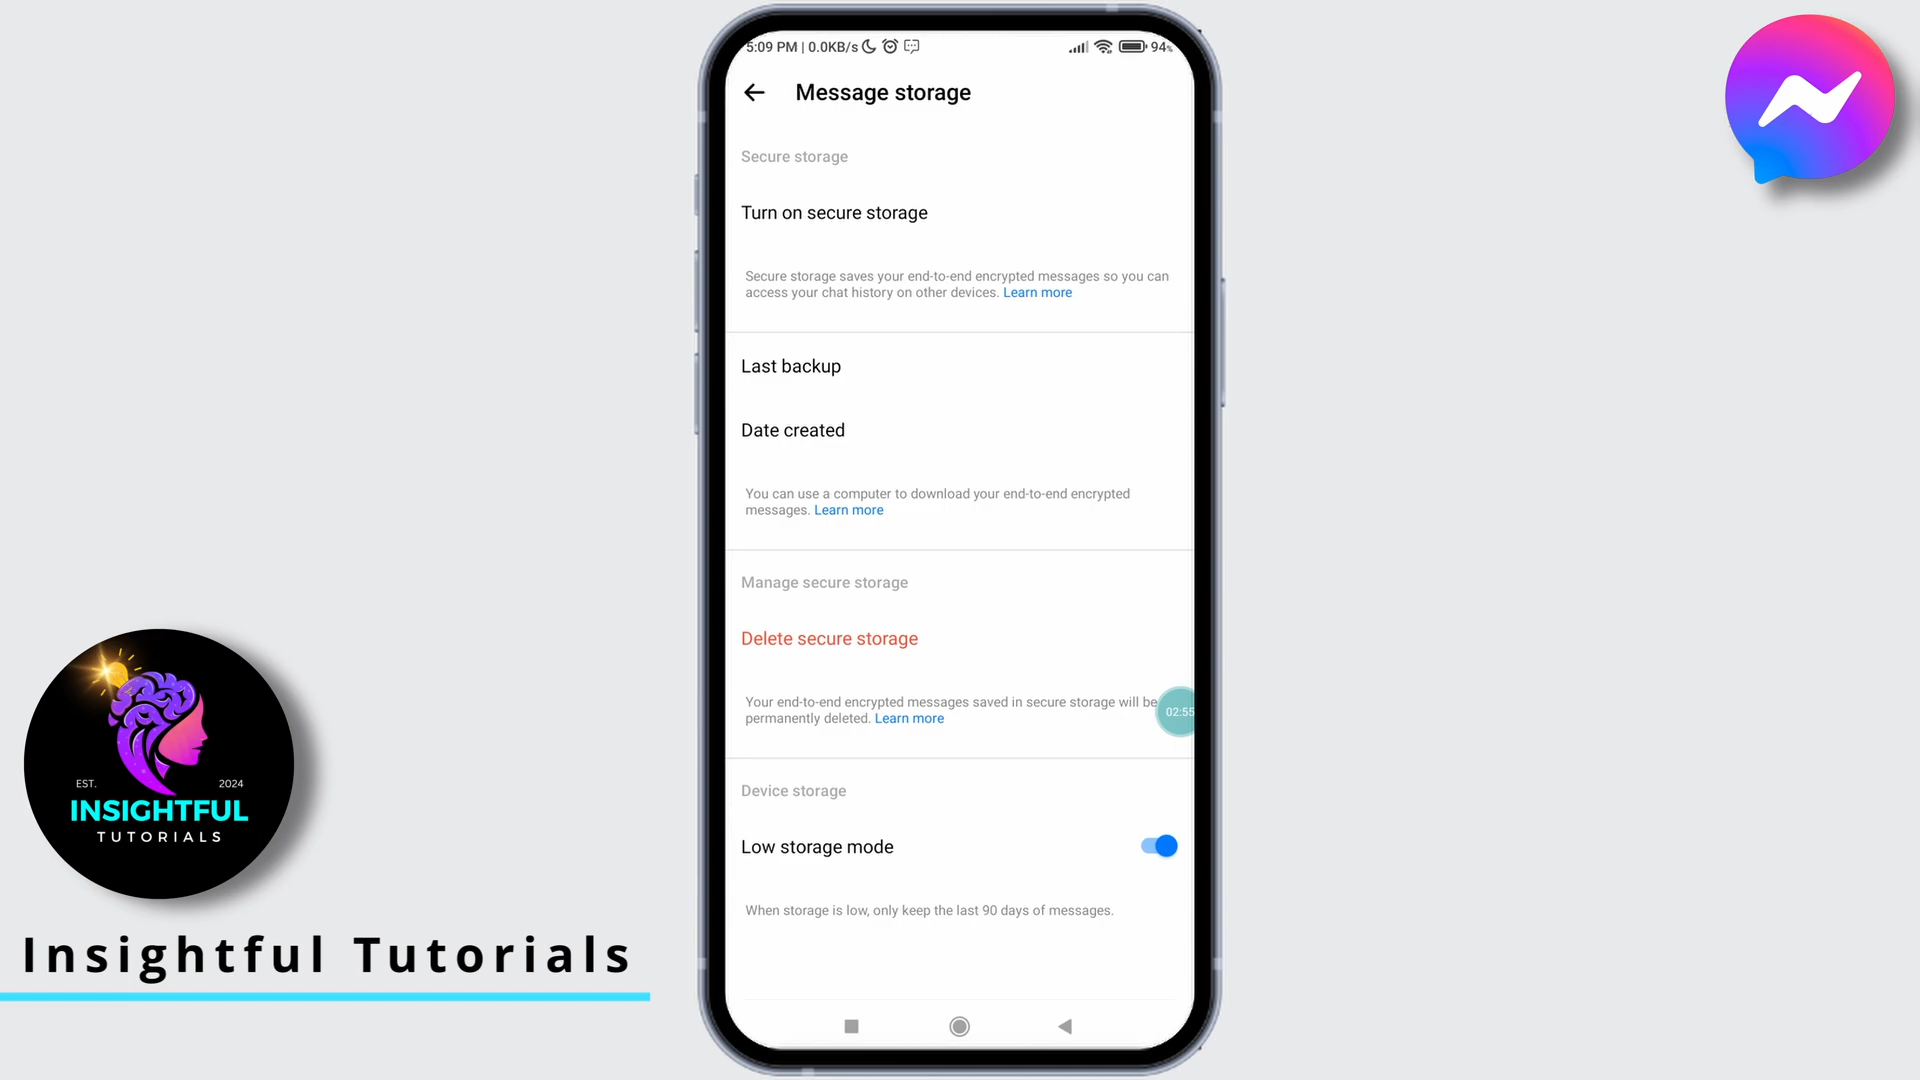 5:09 PM | 0.0KB/s
94%
Message storage
Secure storage
Turn on secure storage
Secure storage saves your end-to-end encrypted messages so you can
access your chat history on other devices. Learn more
Last backup
Date created
You can use a computer to download your end-to-end encrypted
messages. Learn more
Manage secure storage
Delete secure storage
Your end-to-end encrypted messages saved in secure storage will be
permanently deleted. Learn more
02:55
Device storage
Low storage mode
When storage is low, only keep the last 90 days of messages.
EST. 2024
INSIGHTFUL
TUTORIALS
Insightful Tutorials